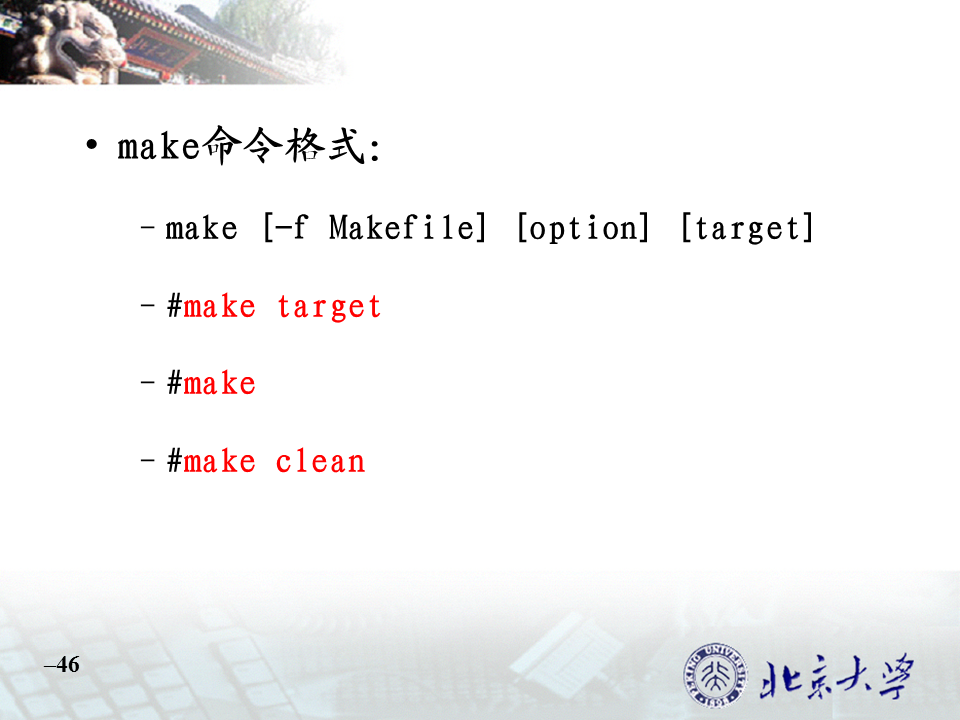 • make命令格式:
–make [-f Makefile] [option] [target]
–#make target
–#make
–#make clean
–46
PEKING UNIVERSITY
1898
北京大学